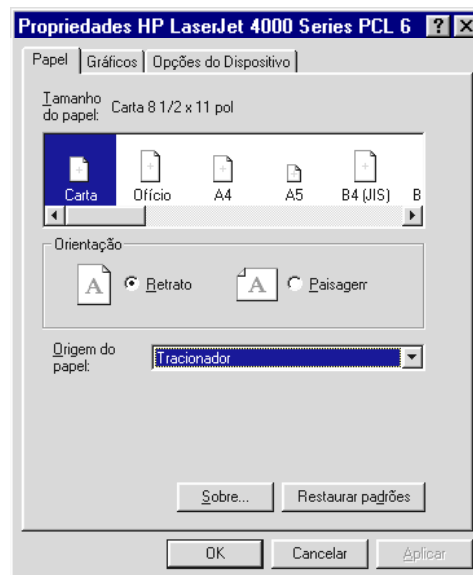 Propriedades HP LaserJet 4000 Series PCL 6 ? X
Papel Gráficos Opções do Dispositivo
Tamanho
do papel: Carta 8 1/2 x 11 pol
Carta Ofício A4 A5 B4 (JIS) B
Orientação
A Retrato A Paisagem
Origem do
papel: Tracionador
Sobre... Restaurar padrões
OK Cancelar Aplicar